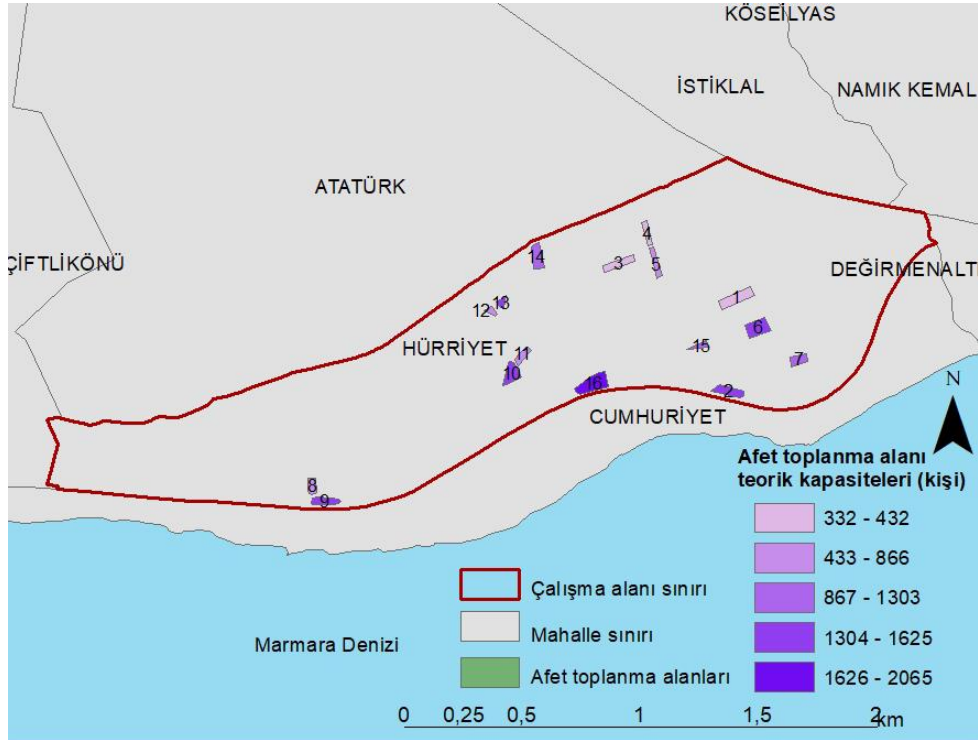 KÖSEİLYAS
İSTİKLAL
NAMIK KEMAL
ATATÜRK
ÇİFTLİKÖNÜ
DEĞİRMENALTI
4
14
3
5
1
12
13
6
HÜRRİYET
11
15
7
10
16
2
CUMHURİYET
N
8
9
Afet toplanma alanı
teorik kapasiteleri (kişi)
332 - 432
433 - 866
867 - 1303
1304 - 1625
1626 - 2065
Çalışma alanı sınırı
Mahalle sınırı
Afet toplanma alanları
Marmara Denizi
0 0,25 0,5 1 1,5 2
km